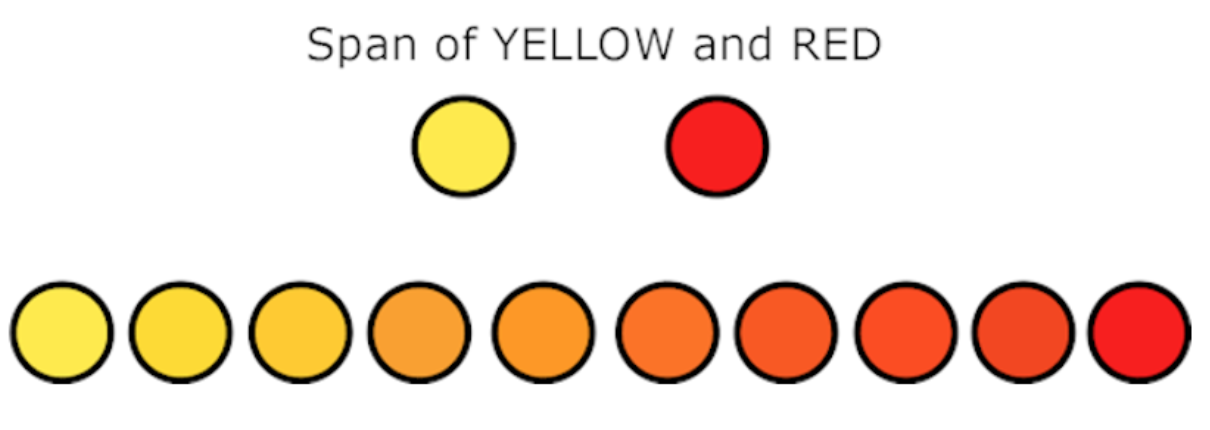 Span of YELLOW and RED